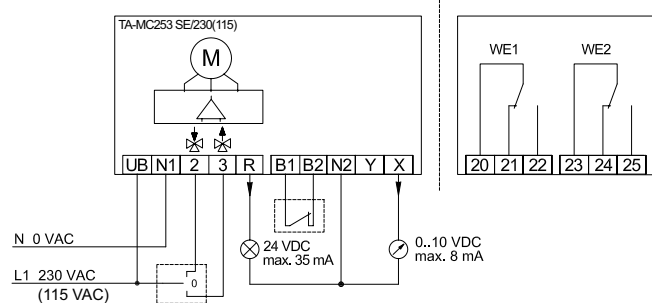 TA-MC253 SE/230(115)
M
UB N1 2 3 R B1 B2 N2 Y X
WE1 WE2
20 21 22 23 24 25
N 0 VAC
L1 230 VAC
(115 VAC)
0
24 VDC
max. 35 mA
0..10 VDC
max. 8 mA